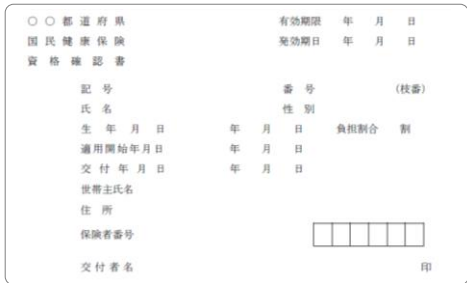 〇〇都道府県 有効期限 年 月 日
国民健康保険 発効期日 年 月 日
資格確認書
記号 番号 (枝番)
氏名 性別
生年月日 年 月 日 負担割合 割
適用開始年月日 年 月 日
交付年月日 年 月 日
世帯主氏名
住所
保険者番号
交付者名 印